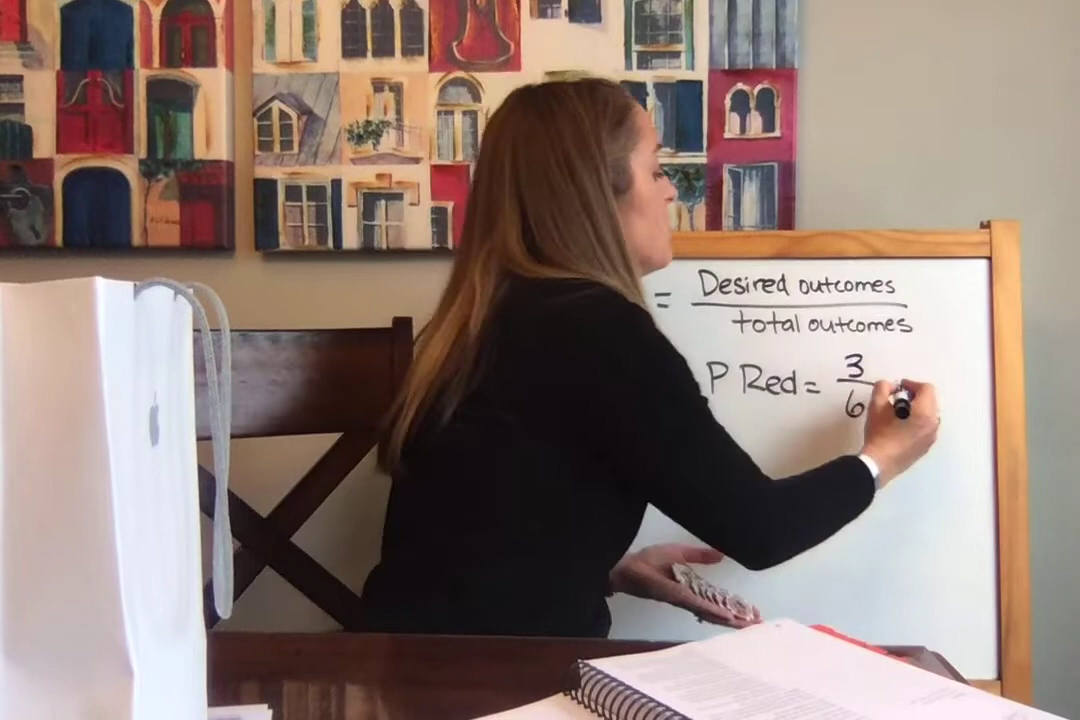 = Desired outcomes
total outcomes
P Red = 3
6